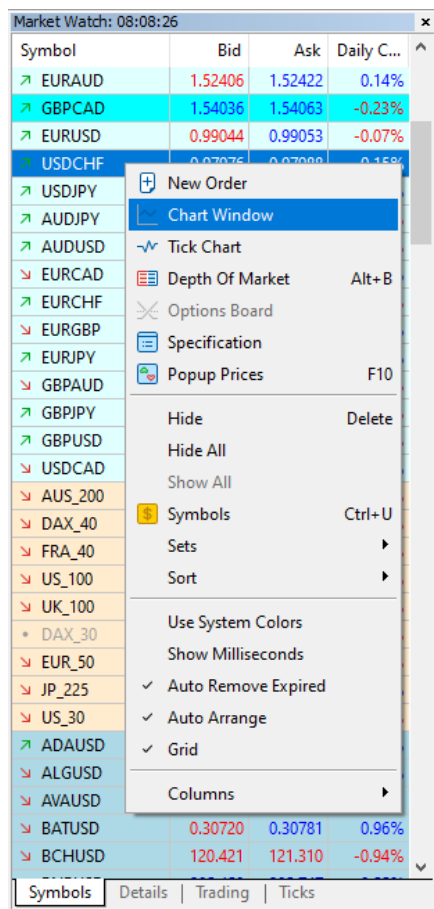 Market Watch: 08:08:26
Symbol Bid Ask Daily C...
EURAUD 1.52406 1.52422 0.14%
GBPCAD 1.54036 1.54063 -0.23%
EURUSD 0.99044 0.99053 -0.07%
USDCHF
USDJPY
AUDJPY
AUDUSD
EURCAD
EURCHF
EURGBP
EURJPY
GBPAUD
GBPJPY
GBPUSD
USDCAD
AUS_200
DAX_40
FRA_40
US_100
UK_100
DAX_30
EUR_50
JP_225
US_30
ADAUSD
ALGUSD
AVAUSD
BATUSD 0.30720 0.30781 0.96%
BCHUSD 120.421 121.310 -0.94%
New Order
Chart Window
Tick Chart
Depth Of Market Alt+B
Options Board
Specification
Popup Prices F10
Hide Delete
Hide All
Show All
Symbols Ctrl+U
Sets
Sort
Use System Colors
Show Milliseconds
Auto Remove Expired
Auto Arrange
Grid
Columns
Symbols Details | Trading | Ticks